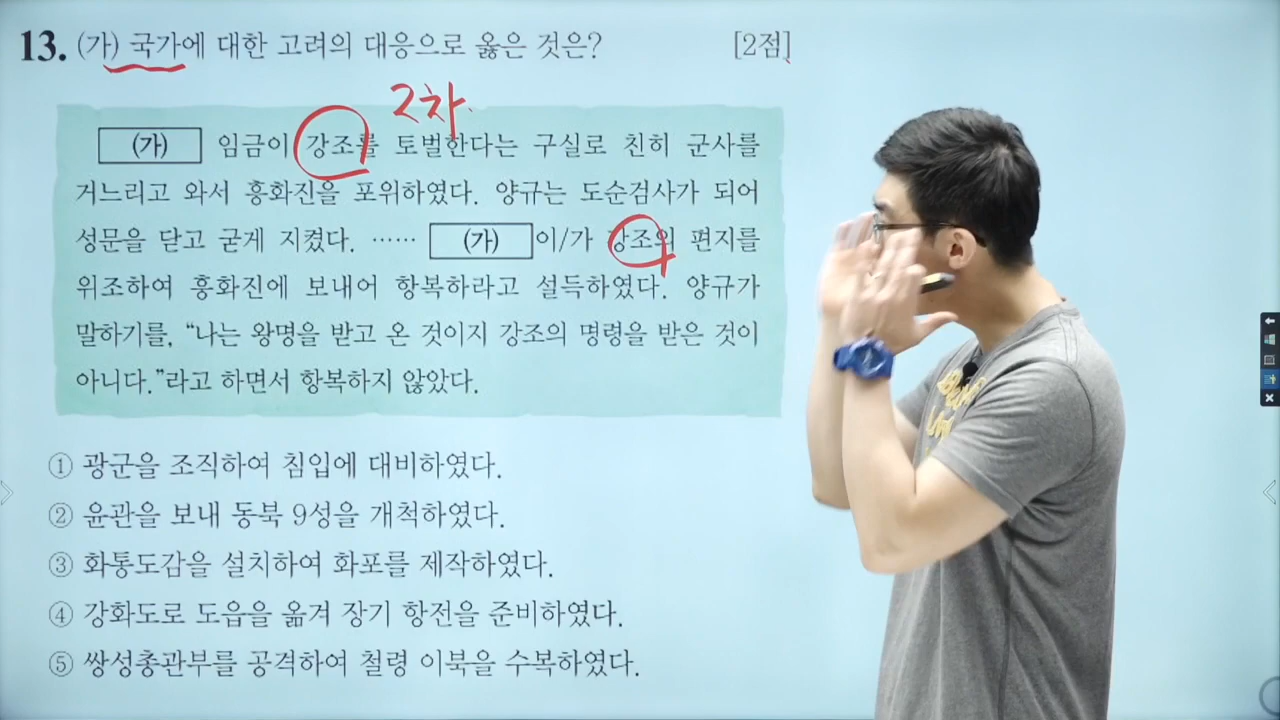 13. (가) 국가에 대한 고려의 대응으로 옳은 것은? [2점]
2차
(가) 임금이 강조를 토벌한다는 구실로 친히 군사를
거느리고 와서 흥화진을 포위하였다. 양규는 도순검사가 되어
성문을 닫고 굳게 지켰다. …… (가) 이/가 강조의 편지를
위조하여 흥화진에 보내어 항복하라고 설득하였다. 양규가
말하기를, “나는 왕명을 받고 온 것이지 강조의 명령을 받은 것이
아니다.”라고 하면서 항복하지 않았다.
① 광군을 조직하여 침입에 대비하였다.
② 윤관을 보내 동북 9성을 개척하였다.
③ 화통도감을 설치하여 화포를 제작하였다.
④ 강화도로 도읍을 옮겨 장기 항전을 준비하였다.
⑤ 쌍성총관부를 공격하여 철령 이북을 수복하였다.